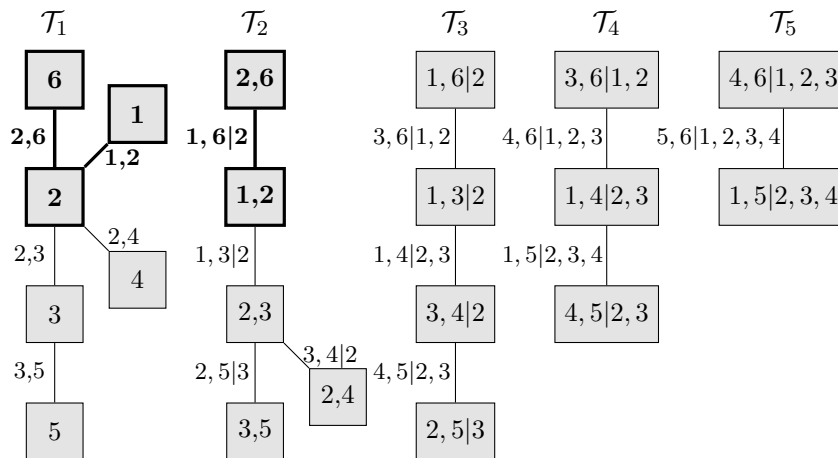 𝒯₁ 𝒯₂ 𝒯₃ 𝒯₄ 𝒯₅
6 2,6 1, 6|2 3, 6|1, 2 4, 6|1, 2, 3
1
2,6 1, 6|2 3, 6|1, 2 4, 6|1, 2, 3 5, 6|1, 2, 3, 4
1,2
2 1,2 1, 3|2 1, 4|2, 3 1, 5|2, 3, 4
2,4
2,3 1, 3|2 1, 4|2, 3 1, 5|2, 3, 4
4
3 2,3 3, 4|2 4, 5|2, 3
3, 4|2
3,5 2, 5|3 4, 5|2, 3
2,4
5 3,5 2, 5|3